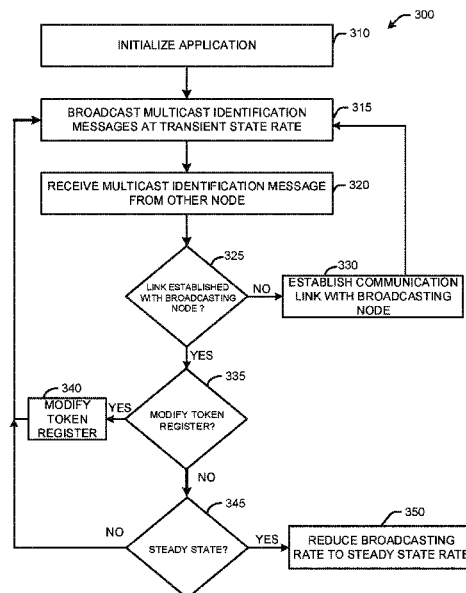 300
310
INITIALIZE APPLICATION
315
BROADCAST MULTICAST IDENTIFICATION
MESSAGES AT TRANSIENT STATE RATE
320
RECEIVE MULTICAST IDENTIFICATION MESSAGE
FROM OTHER NODE
325
LINK ESTABLISHED
WITH BROADCASTING
NODE ?
NO
330
ESTABLISH COMMUNICATION
LINK WITH BROADCASTING
NODE
YES
335
MODIFY TOKEN
REGISTER?
YES
340
MODIFY
TOKEN
REGISTER
NO
345
STEADY STATE?
NO
YES
350
REDUCE BROADCASTING
RATE TO STEADY STATE RATE